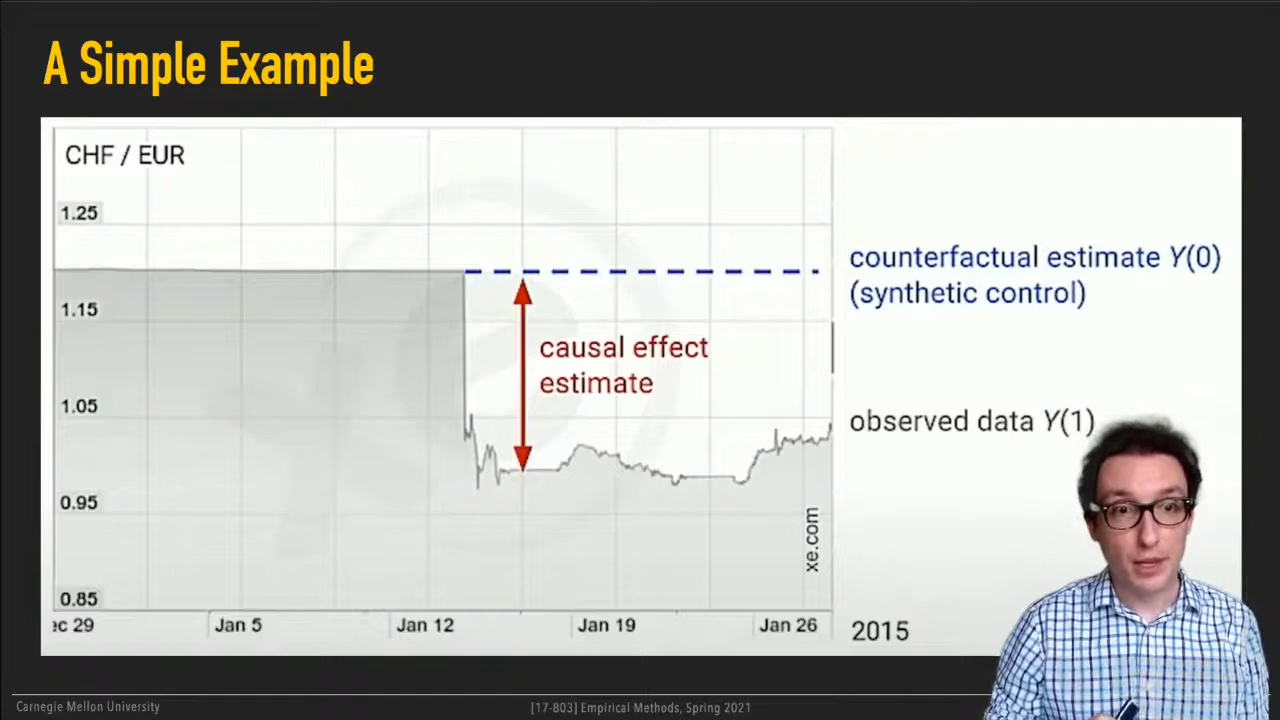 A Simple Example
CHF / EUR
1.25
1.15
1.05
0.95
0.85
ec 29
Jan 5
Jan 12
Jan 19
Jan 26
2015
causal effect
estimate
counterfactual estimate Y(0)
(synthetic control)
observed data Y(1)
xe.com
Carnegie Mellon University
[17-803] Empirical Methods, Spring 2021